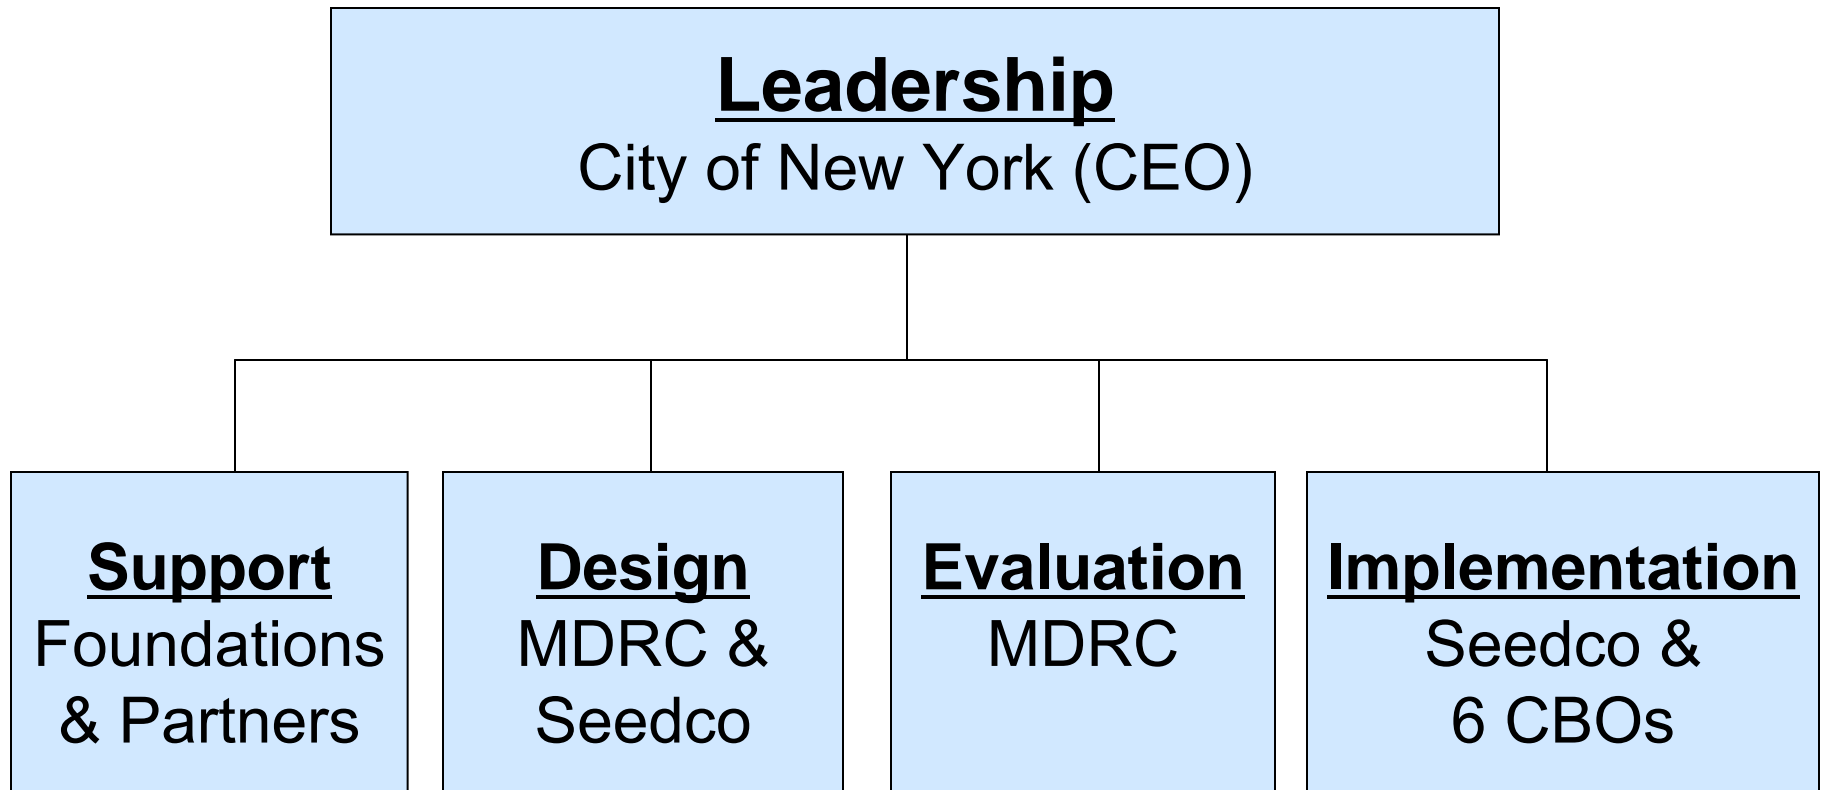 Leadership
City of New York (CEO)
Support
Foundations
& Partners
Design
MDRC &
Seedco
Evaluation
MDRC
Implementation
Seedco &
6 CBOs